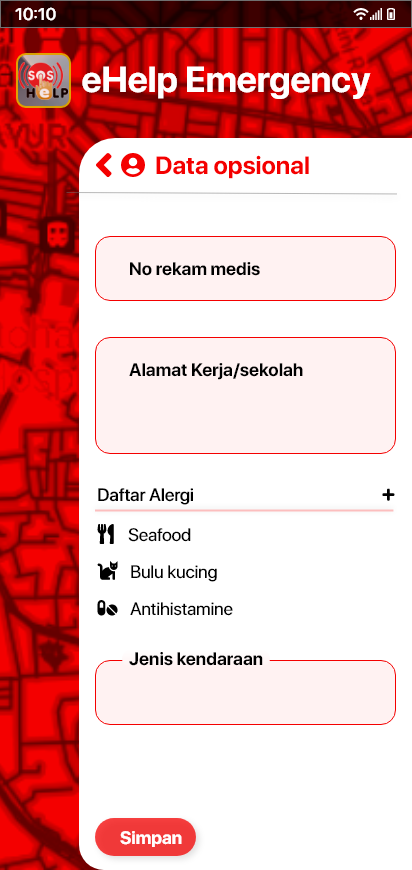 10:10
SOS
HELP
eHelp Emergency
YUR
Data opsional
No rekam medis
Alamat Kerja/sekolah
Daftar Alergi
Seafood
Bulu kucing
Antihistamine
Jenis kendaraan
Simpan